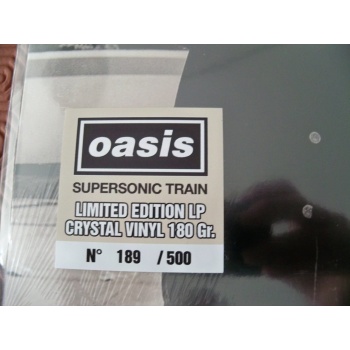 oasis
SUPERSONIC TRAIN
LIMITED EDITION LP
CRYSTAL VINYL 180 Gr.
N° 189 /500